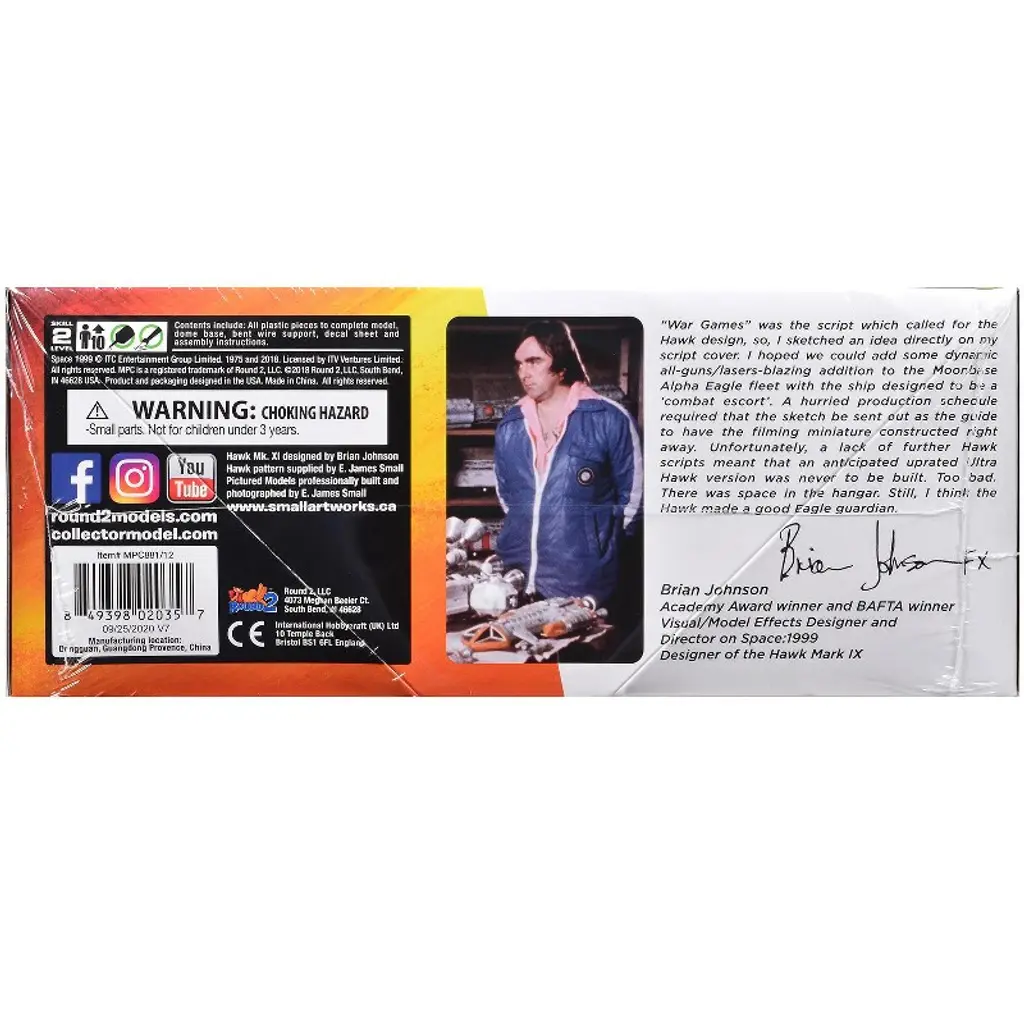 SKILL
2
LEVEL
10
Contents include: All plastic pieces to complete model,
dome base, bent wire support, decal sheet and
assembly instructions.
Space 1999 © ITC Entertainment Group Limited. 1975 and 2018. Licensed by ITV Ventures Limited.
All rights reserved. MPC is a registered trademark of Round 2, LLC. ©2018 Round 2, LLC, South Bend,
IN 46628 USA. Product and packaging designed in the USA. Made in China. All rights reserved.
WARNING: CHOKING HAZARD
-Small parts. Not for children under 3 years.
f
You
Tube
round2models.com
collectormodel.com
Hawk Mk. XI designed by Brian Johnson
Hawk pattern supplied by E. James Small
Pictured Models professionally built and
photographed by E. James Small
www.smallartworks.ca
Item# MPC881/12
8 49398 02035 7
09/25/2020 V7
Manufacturing location:
Dongguan, Guangdong Provence, China
ROUND 2
Round 2, LLC
4073 Meghan Beeler Ct.
South Bend, IN 46628
CE
International Hobbycraft (UK) Ltd
10 Temple Back
Bristol BS1 6FL England
"War Games" was the script which called for the
Hawk design, so, I sketched an idea directly on my
script cover. I hoped we could add some dynamic
all-guns/lasers-blazing addition to the Moonbase
Alpha Eagle fleet with the ship designed to be a
'combat escort'. A hurried production schedule
required that the sketch be sent out as the guide
to have the filming miniature constructed right
away. Unfortunately, a lack of further Hawk
scripts meant that an anticipated uprated Ultra
Hawk version was never to be built. Too bad.
There was space in the hangar. Still, I think the
Hawk made a good Eagle guardian.
Brian Johnson FX
Brian Johnson
Academy Award winner and BAFTA winner
Visual/Model Effects Designer and
Director on Space:1999
Designer of the Hawk Mark IX